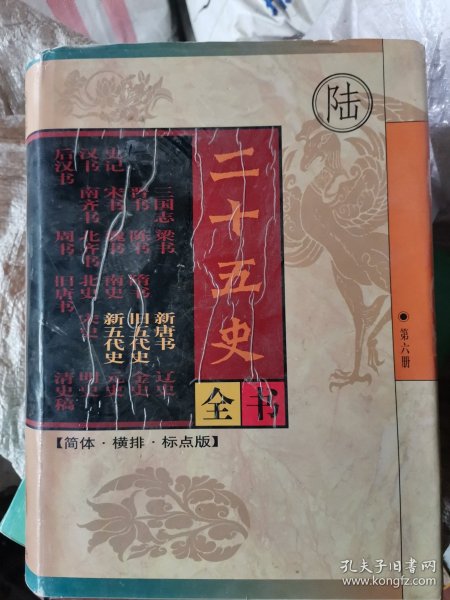 陆
二十五史
全书
史记
汉书
后汉书
三国志
晋书
宋书
南齐书
梁书
陈书
魏书
北齐书
周书
隋书
南史
北史
旧唐书
新唐书
旧五代史
新五代史
宋史
辽史
金史
元史
明史
清史稿
【简体·横排·标点版】
第六册
孔夫子旧书网
www.kongfz.com